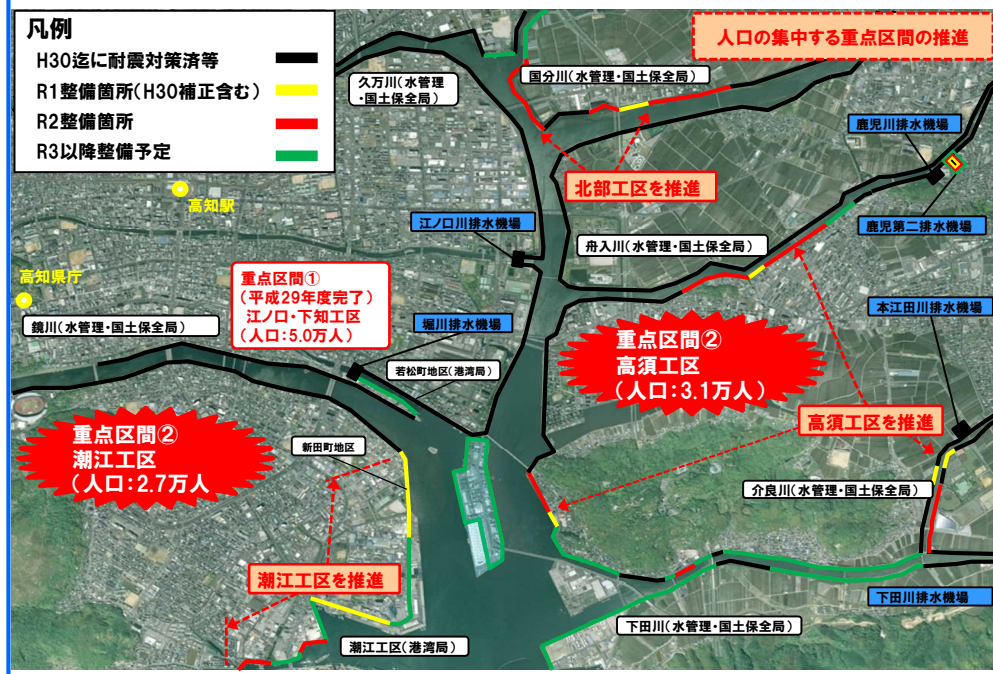 凡例
H30迄に耐震対策済等
R1整備箇所(H30補正含む)
R2整備箇所
R3以降整備予定
人口の集中する重点区間の推進
久万川(水管理
・国土保全局)
国分川(水管理・国土保全局)
鹿児川排水機場
高知駅
北部工区を推進
江ノ口川排水機場
舟入川(水管理・国土保全局)
鹿児第二排水機場
高知県庁
重点区間①
(平成29年度完了)
江ノ口・下知工区
(人口:5.0万人)
本江田川排水機場
鏡川(水管理・国土保全局)
堀川排水機場
重点区間②
高須工区
(人口:3.1万人)
若松町地区(港湾局)
重点区間②
潮江工区
(人口:2.7万人
新田町地区
高須工区を推進
介良川(水管理・国土保全局)
潮江工区を推進
下田川排水機場
下田川(水管理・国土保全局)
潮江工区(港湾局)